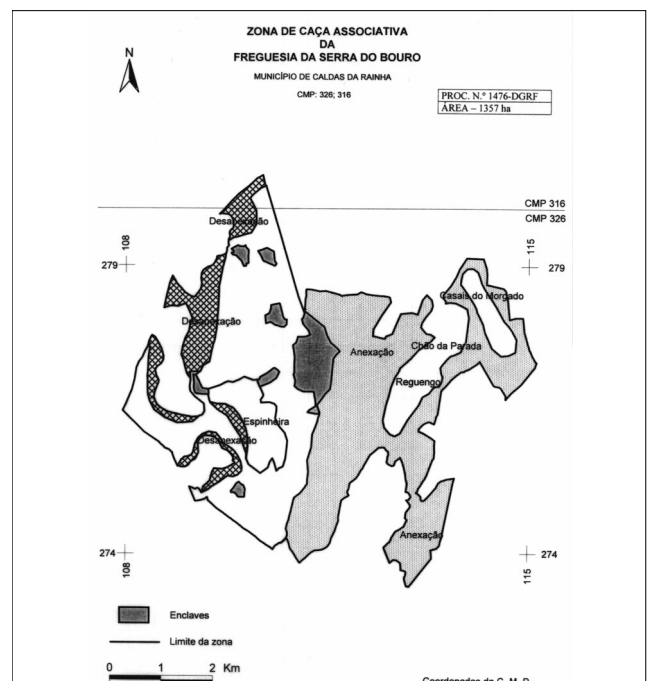 ZONA DE CAÇA ASSOCIATIVA
DA
FREGUESIA DA SERRA DO BOURO
MUNICÍPIO DE CALDAS DA RAINHA
CMP: 326; 316
N
PROC. N.º 1476-DGRF
ÁREA – 1357 ha
CMP 316
CMP 326
Desanexação
108
115
279
279
Casais do Morgado
Desanexação
Anexação
Chão da Parada
Reguengo
Espinheira
Desanexação
Anexação
274
274
108
115
Enclaves
Limite da zona
0 1 2 Km